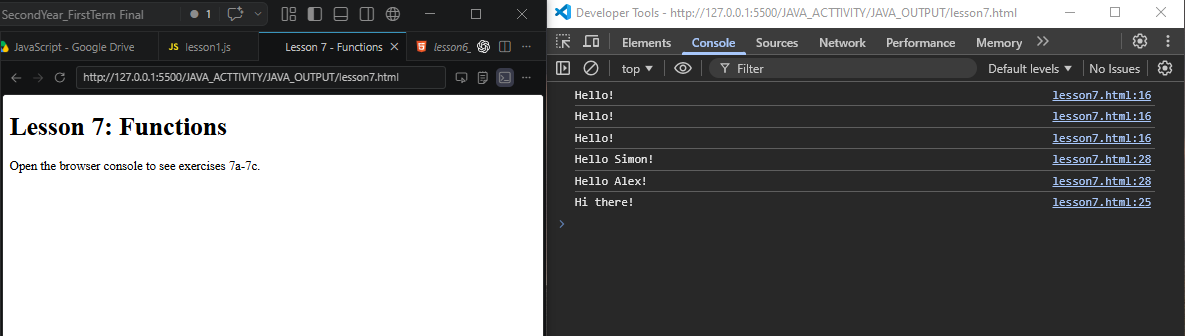 SecondYear_FirstTerm Final
1
JavaScript - Google Drive
JS lesson1.js
Lesson 7 - Functions
lesson6_
http://127.0.0.1:5500/JAVA_ACTTIVITY/JAVA_OUTPUT/lesson7.html
Lesson 7: Functions
Open the browser console to see exercises 7a-7c.
Developer Tools - http://127.0.0.1:5500/JAVA_ACTTIVITY/JAVA_OUTPUT/lesson7.html
Elements Console Sources Network Performance Memory
top Filter Default levels No Issues
Hello! lesson7.html:16
Hello! lesson7.html:16
Hello! lesson7.html:16
Hello Simon! lesson7.html:28
Hello Alex! lesson7.html:28
Hi there! lesson7.html:25